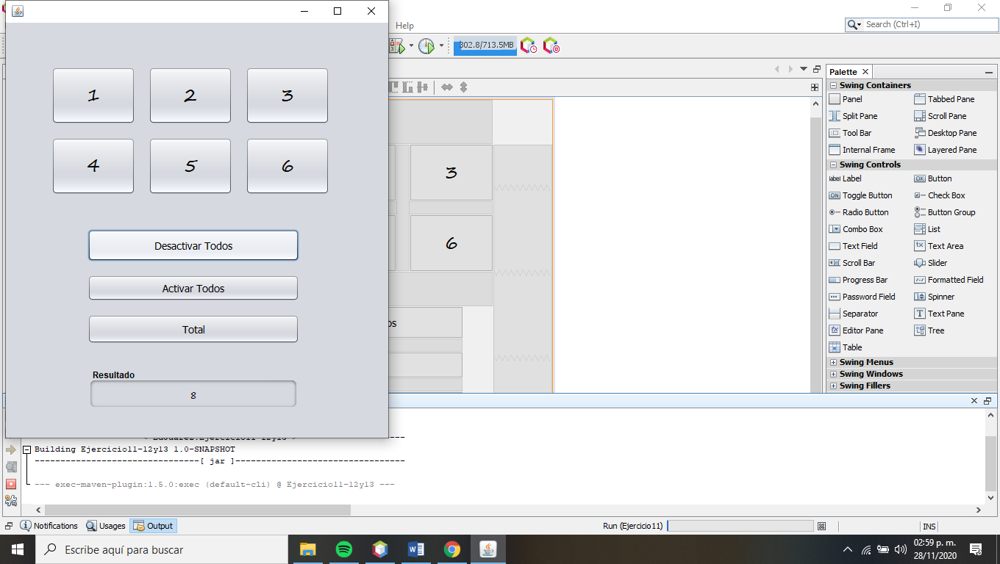 Help
Search (Ctrl+I)
302.8/713.5MB
1 2 3
4 5 6
Desactivar Todos
Activar Todos
Total
Resultado
8
3
6
os
Palette
Swing Containers
Panel Tabbed Pane
Split Pane Scroll Pane
Tool Bar Desktop Pane
Internal Frame Layered Pane
Swing Controls
Label Button
Toggle Button Check Box
Radio Button Button Group
Combo Box List
Text Field Text Area
Scroll Bar Slider
Progress Bar Formatted Field
Password Field Spinner
Separator Text Pane
Editor Pane Tree
Table
Swing Menus
Swing Windows
Swing Fillers
Building Ejercicio11-12y13 1.0-SNAPSHOT
--------------------------------[ jar ]---------------------------------
--- exec-maven-plugin:1.5.0:exec (default-cli) @ Ejercicio11-12y13 ---
Notifications Usages Output
Run (Ejercicio11)
INS
Escribe aquí para buscar
02:59 p. m.
28/11/2020